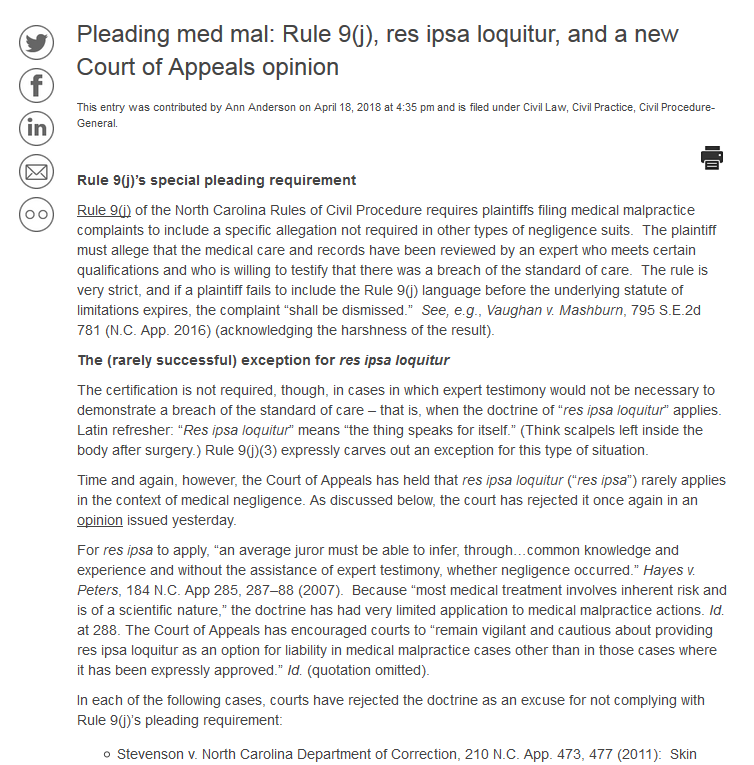 Pleading med mal: Rule 9(j), res ipsa loquitur, and a new
Court of Appeals opinion
This entry was contributed by Ann Anderson on April 18, 2018 at 4:35 pm and is filed under Civil Law, Civil Practice, Civil Procedure-
General.
Rule 9(j)’s special pleading requirement
Rule 9(j) of the North Carolina Rules of Civil Procedure requires plaintiffs filing medical malpractice
complaints to include a specific allegation not required in other types of negligence suits.  The plaintiff
must allege that the medical care and records have been reviewed by an expert who meets certain
qualifications and who is willing to testify that there was a breach of the standard of care.  The rule is
very strict, and if a plaintiff fails to include the Rule 9(j) language before the underlying statute of
limitations expires, the complaint “shall be dismissed.”  See, e.g., Vaughan v. Mashburn, 795 S.E.2d
781 (N.C. App. 2016) (acknowledging the harshness of the result).
The (rarely successful) exception for res ipsa loquitur
The certification is not required, though, in cases in which expert testimony would not be necessary to
demonstrate a breach of the standard of care – that is, when the doctrine of “res ipsa loquitur” applies.
Latin refresher: “Res ipsa loquitur” means “the thing speaks for itself.” (Think scalpels left inside the
body after surgery.) Rule 9(j)(3) expressly carves out an exception for this type of situation.
Time and again, however, the Court of Appeals has held that res ipsa loquitur (“res ipsa”) rarely applies
in the context of medical negligence. As discussed below, the court has rejected it once again in an
opinion issued yesterday.
For res ipsa to apply, “an average juror must be able to infer, through…common knowledge and
experience and without the assistance of expert testimony, whether negligence occurred.” Hayes v.
Peters, 184 N.C. App 285, 287–88 (2007).  Because “most medical treatment involves inherent risk and
is of a scientific nature,” the doctrine has had very limited application to medical malpractice actions. Id.
at 288. The Court of Appeals has encouraged courts to “remain vigilant and cautious about providing
res ipsa loquitur as an option for liability in medical malpractice cases other than in those cases where
it has been expressly approved.” Id. (quotation omitted).
In each of the following cases, courts have rejected the doctrine as an excuse for not complying with
Rule 9(j)’s pleading requirement:
Stevenson v. North Carolina Department of Correction, 210 N.C. App. 473, 477 (2011):  Skin